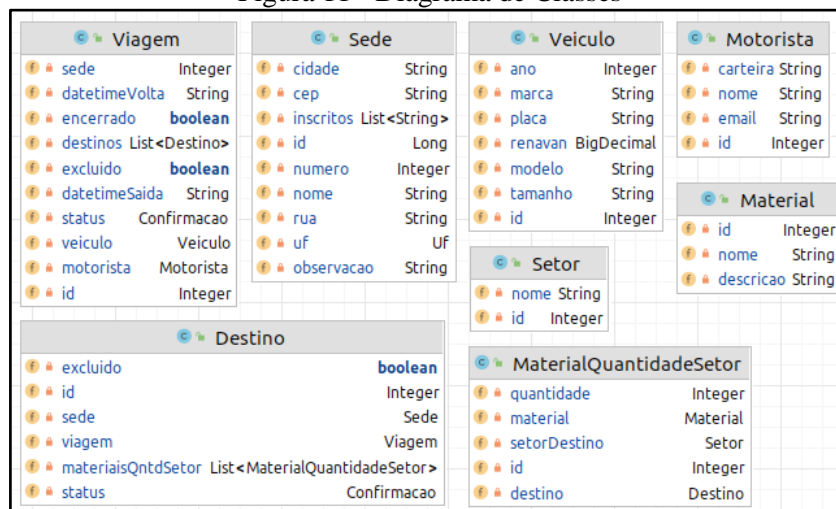 Figura 11 - Diagrama de Classes
Viagem
sede Integer
datetimeVolta String
encerrado boolean
destinos List<Destino>
excluido boolean
datetimeSaida String
status Confirmacao
veiculo Veiculo
motorista Motorista
id Integer
Sede
cidade String
cep String
inscritos List<String>
id Long
numero Integer
nome String
rua String
uf Uf
observacao String
Veiculo
ano Integer
marca String
placa String
renavan BigDecimal
modelo String
tamanho String
id Integer
Motorista
carteira String
nome String
email String
id Integer
Material
id Integer
nome String
descricao String
Setor
nome String
id Integer
Destino
excluido boolean
id Integer
sede Sede
viagem Viagem
materiaisQntdSetor List<MaterialQuantidadeSetor>
status Confirmacao
MaterialQuantidadeSetor
quantidade Integer
material Material
setorDestino Setor
id Integer
destino Destino